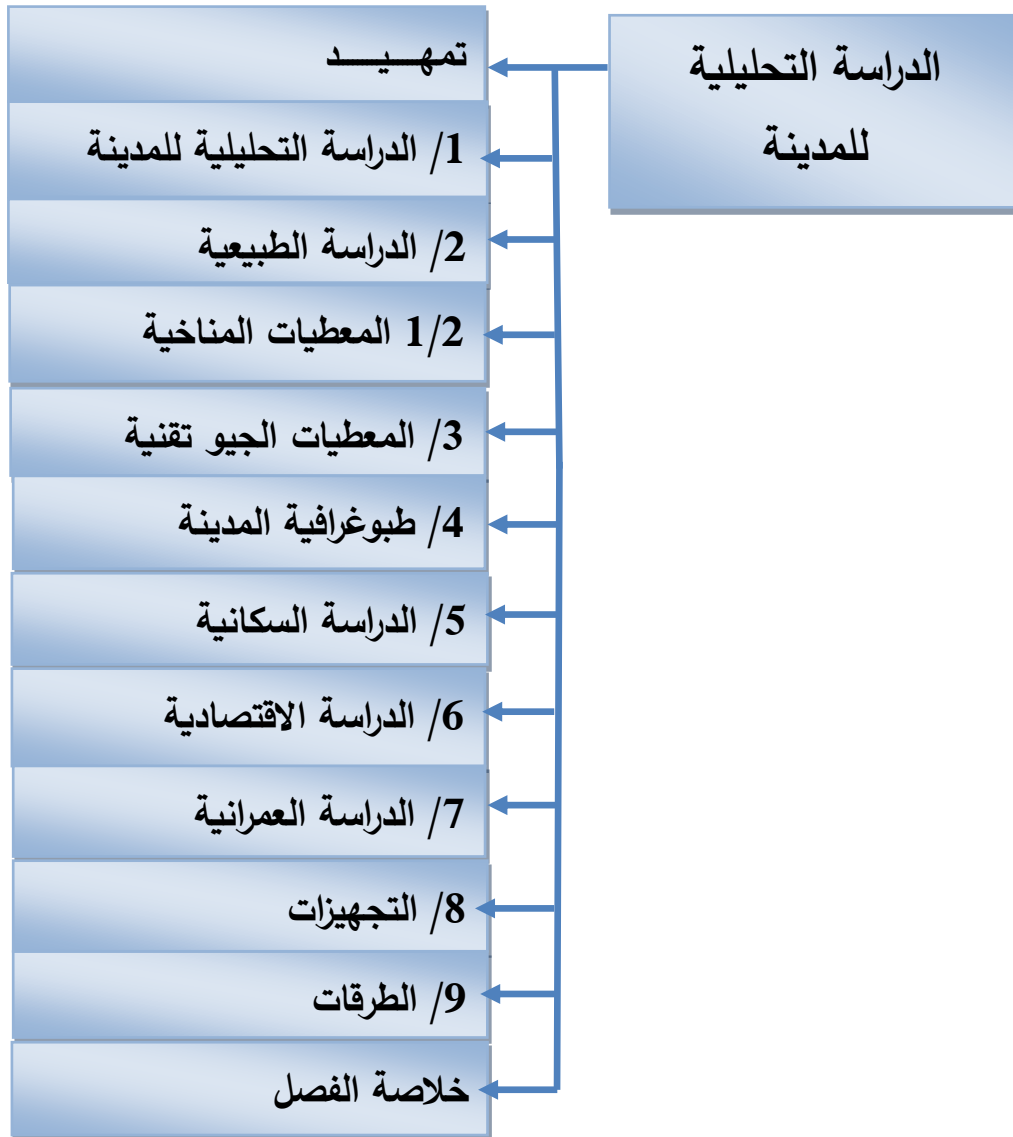 الدراسة التحليلية
للمدينة
تمهـــيـــــد
1/ الدراسة التحليلية للمدينة
2/ الدراسة الطبيعية
1/2 المعطيات المناخية
3/ المعطيات الجيو تقنية
4/ طبوغرافية المدينة
5/ الدراسة السكانية
6/ الدراسة الاقتصادية
7/ الدراسة العمرانية
8/ التجهيزات
9/ الطرقات
خلاصة الفصل